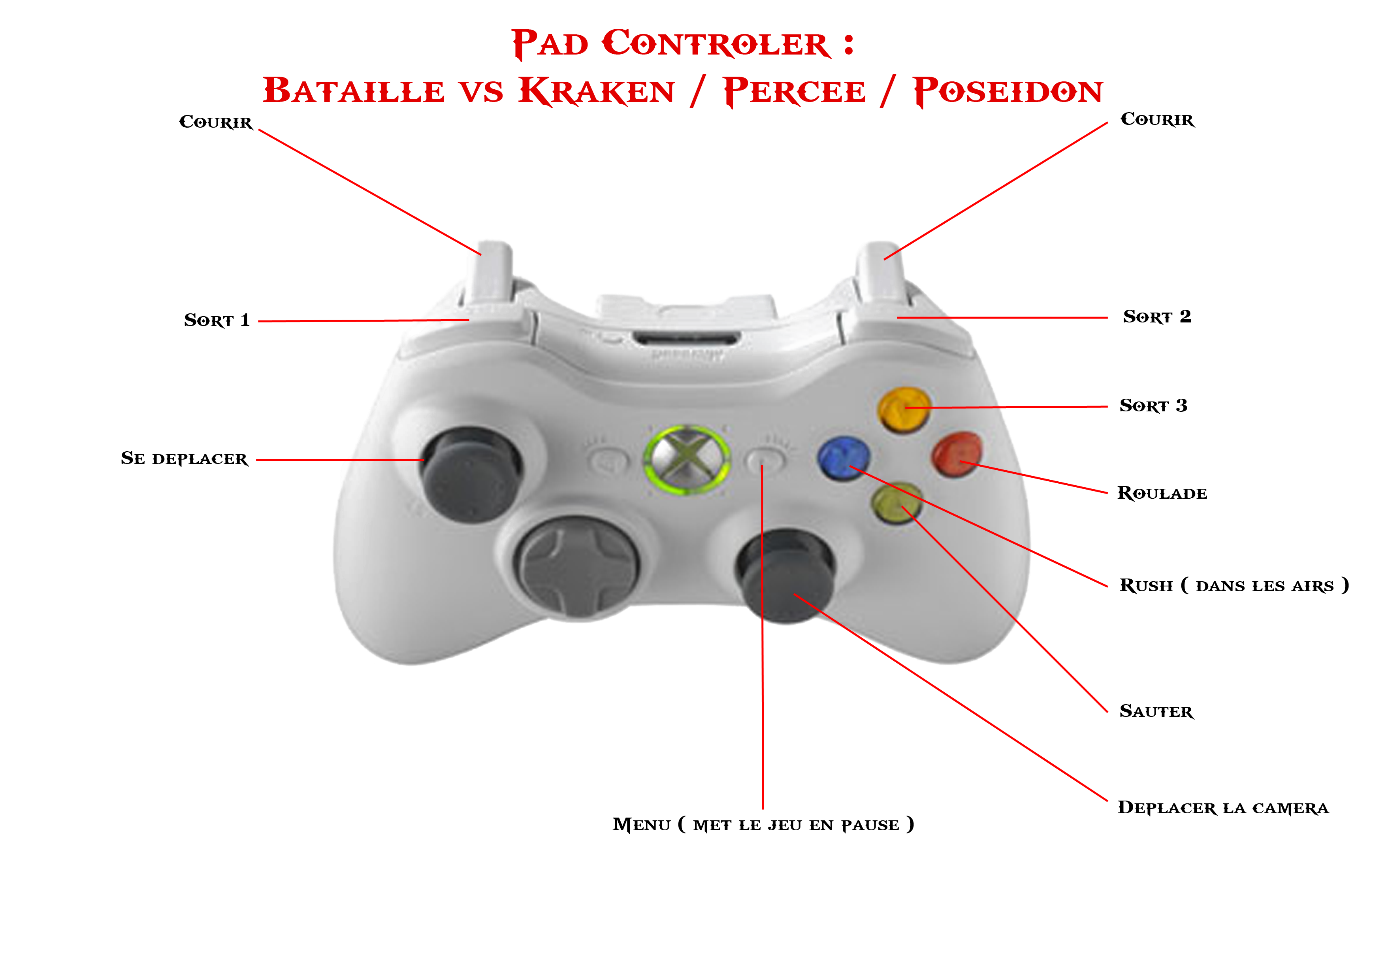 Pad Controler :
Bataille vs Kraken / Percee / Poseidon
Courir
Courir
Sort 1
Sort 2
Sort 3
Se deplacer
Roulade
Rush ( dans les airs )
Sauter
Deplacer la camera
Menu ( met le jeu en pause )